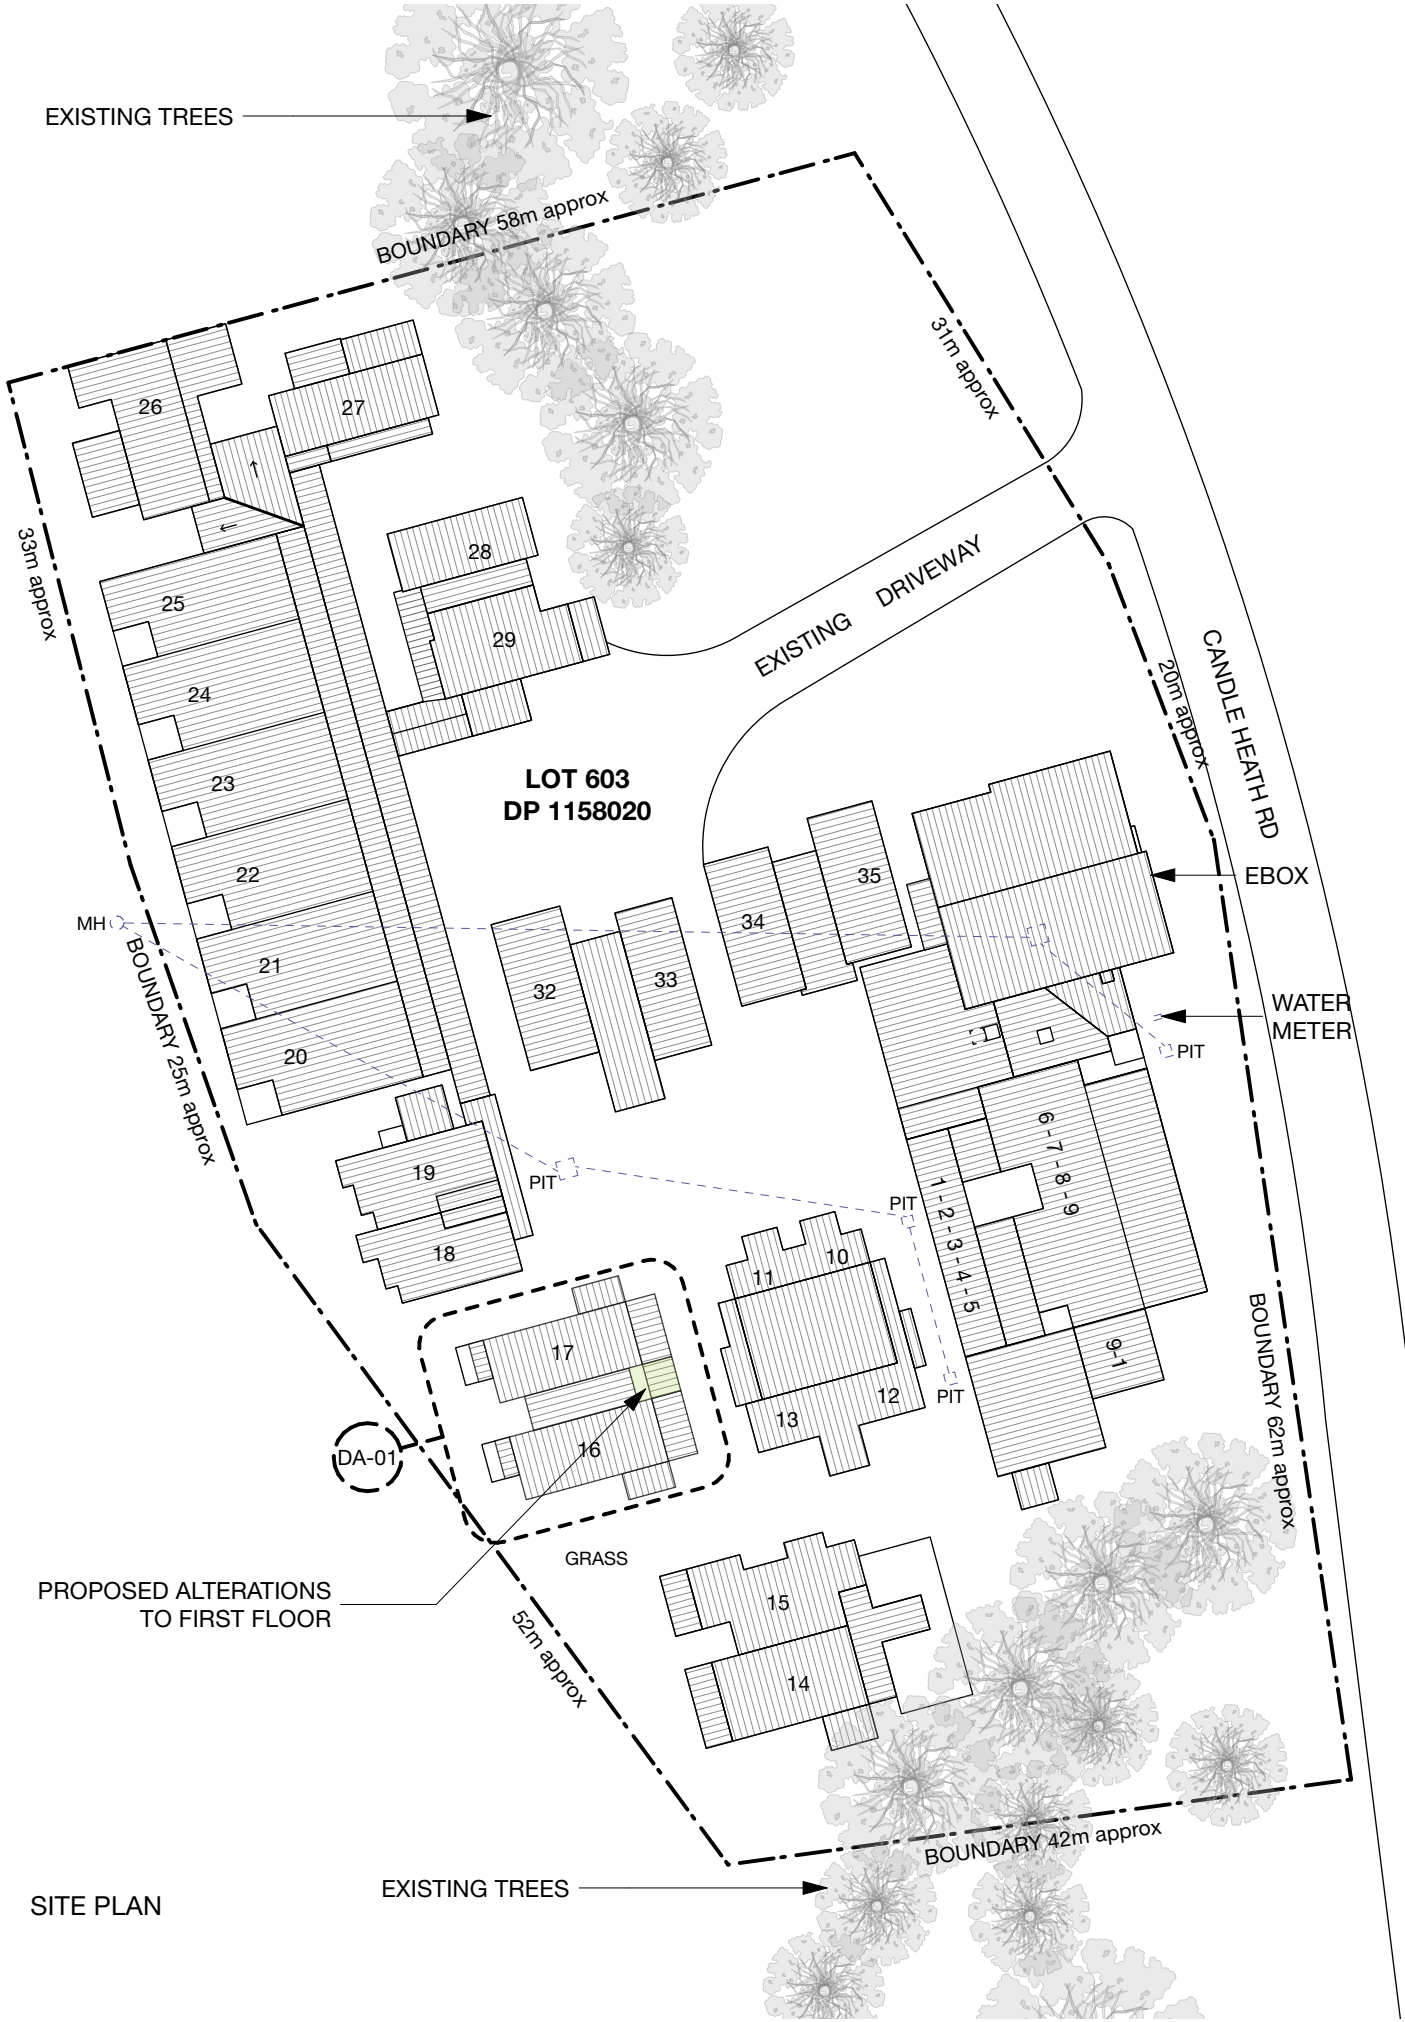 EXISTING TREES
BOUNDARY 58m approx
31m approx
26
27
33m approx
28
25
29
EXISTING DRIVEWAY
24
CANDLE HEATH RD
20m approx
23
LOT 603
DP 1158020
22
35
EBOX
34
MH
BOUNDARY 25m approx
21
33
32
WATER
METER
20
PIT
6 - 7 - 8 - 9
19
PIT
PIT
1 - 2 - 3 - 4 - 5
18
10
11
BOUNDARY 62m approx
17
9-1
12
PIT
13
16
DA-01
GRASS
PROPOSED ALTERATIONS
TO FIRST FLOOR
15
52m approx
14
BOUNDARY 42m approx
EXISTING TREES
SITE PLAN